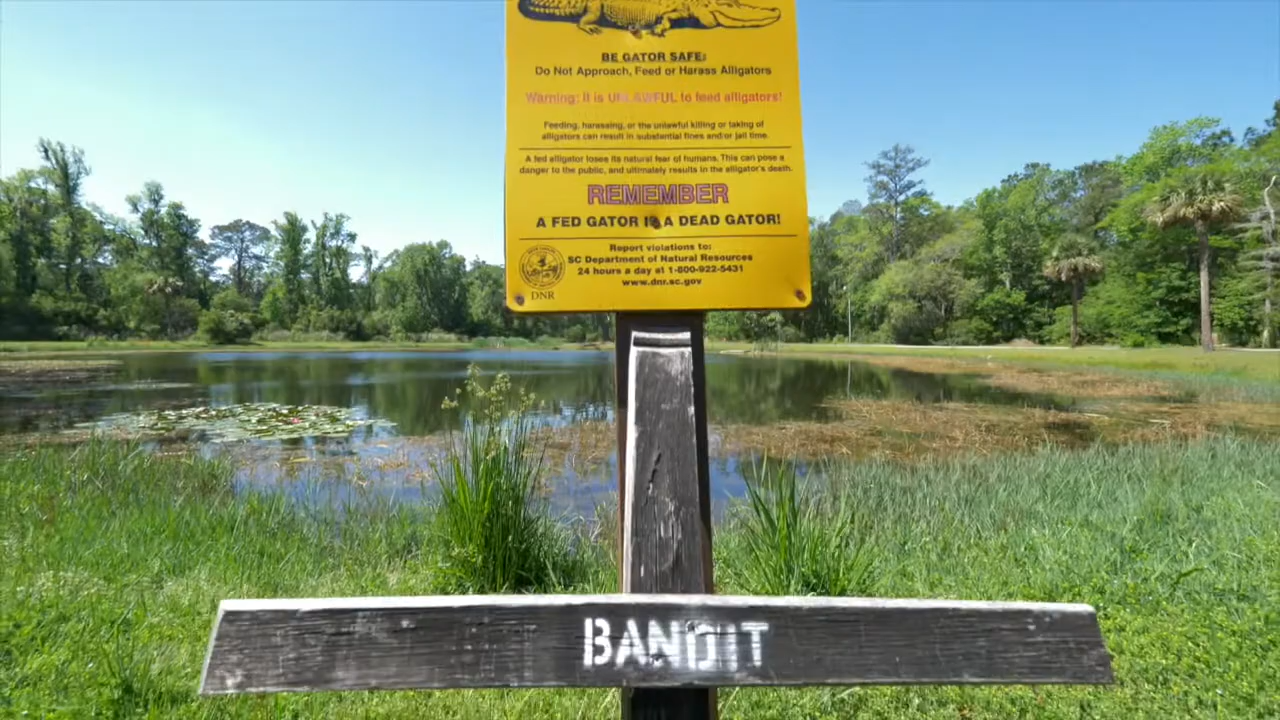 BE GATOR SAFE:
Do Not Approach, Feed or Harass Alligators
Warning: It is UNLAWFUL to feed alligators!
Feeding, harassing, or the unlawful killing or taking of
alligators can result in substantial fines and/or jail time.
A fed alligator loses its natural fear of humans. This can pose a
danger to the public, and ultimately results in the alligator's death.
REMEMBER
A FED GATOR IS A DEAD GATOR!
Report violations to:
SC Department of Natural Resources
24 hours a day at 1-800-922-5431
www.dnr.sc.gov
DNR
BANDIT